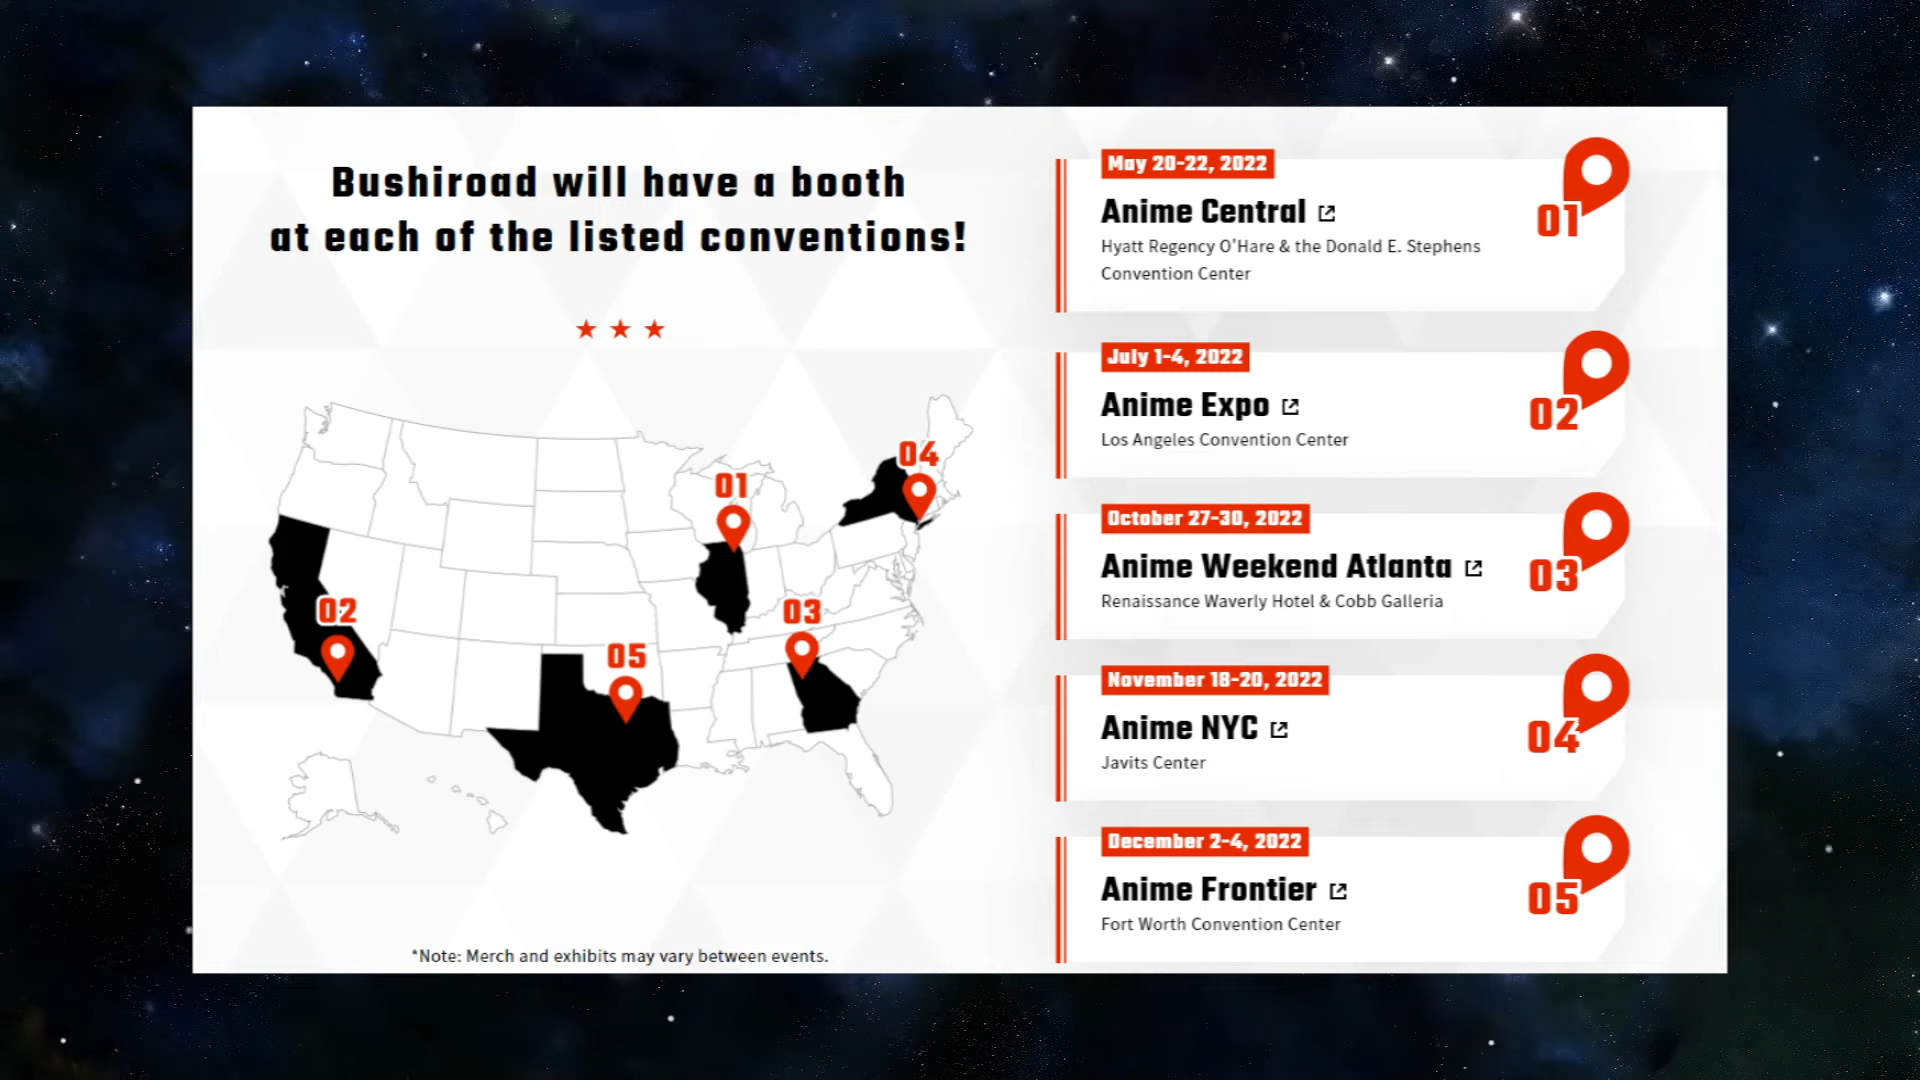 Bushiroad will have a booth
at each of the listed conventions!
01
02
03
04
05
*Note: Merch and exhibits may vary between events.
May 20-22, 2022
Anime Central
Hyatt Regency O'Hare & the Donald E. Stephens
Convention Center
01
July 1-4, 2022
Anime Expo
Los Angeles Convention Center
02
October 27-30, 2022
Anime Weekend Atlanta
Renaissance Waverly Hotel & Cobb Galleria
03
November 18-20, 2022
Anime NYC
Javits Center
04
December 2-4, 2022
Anime Frontier
Fort Worth Convention Center
05